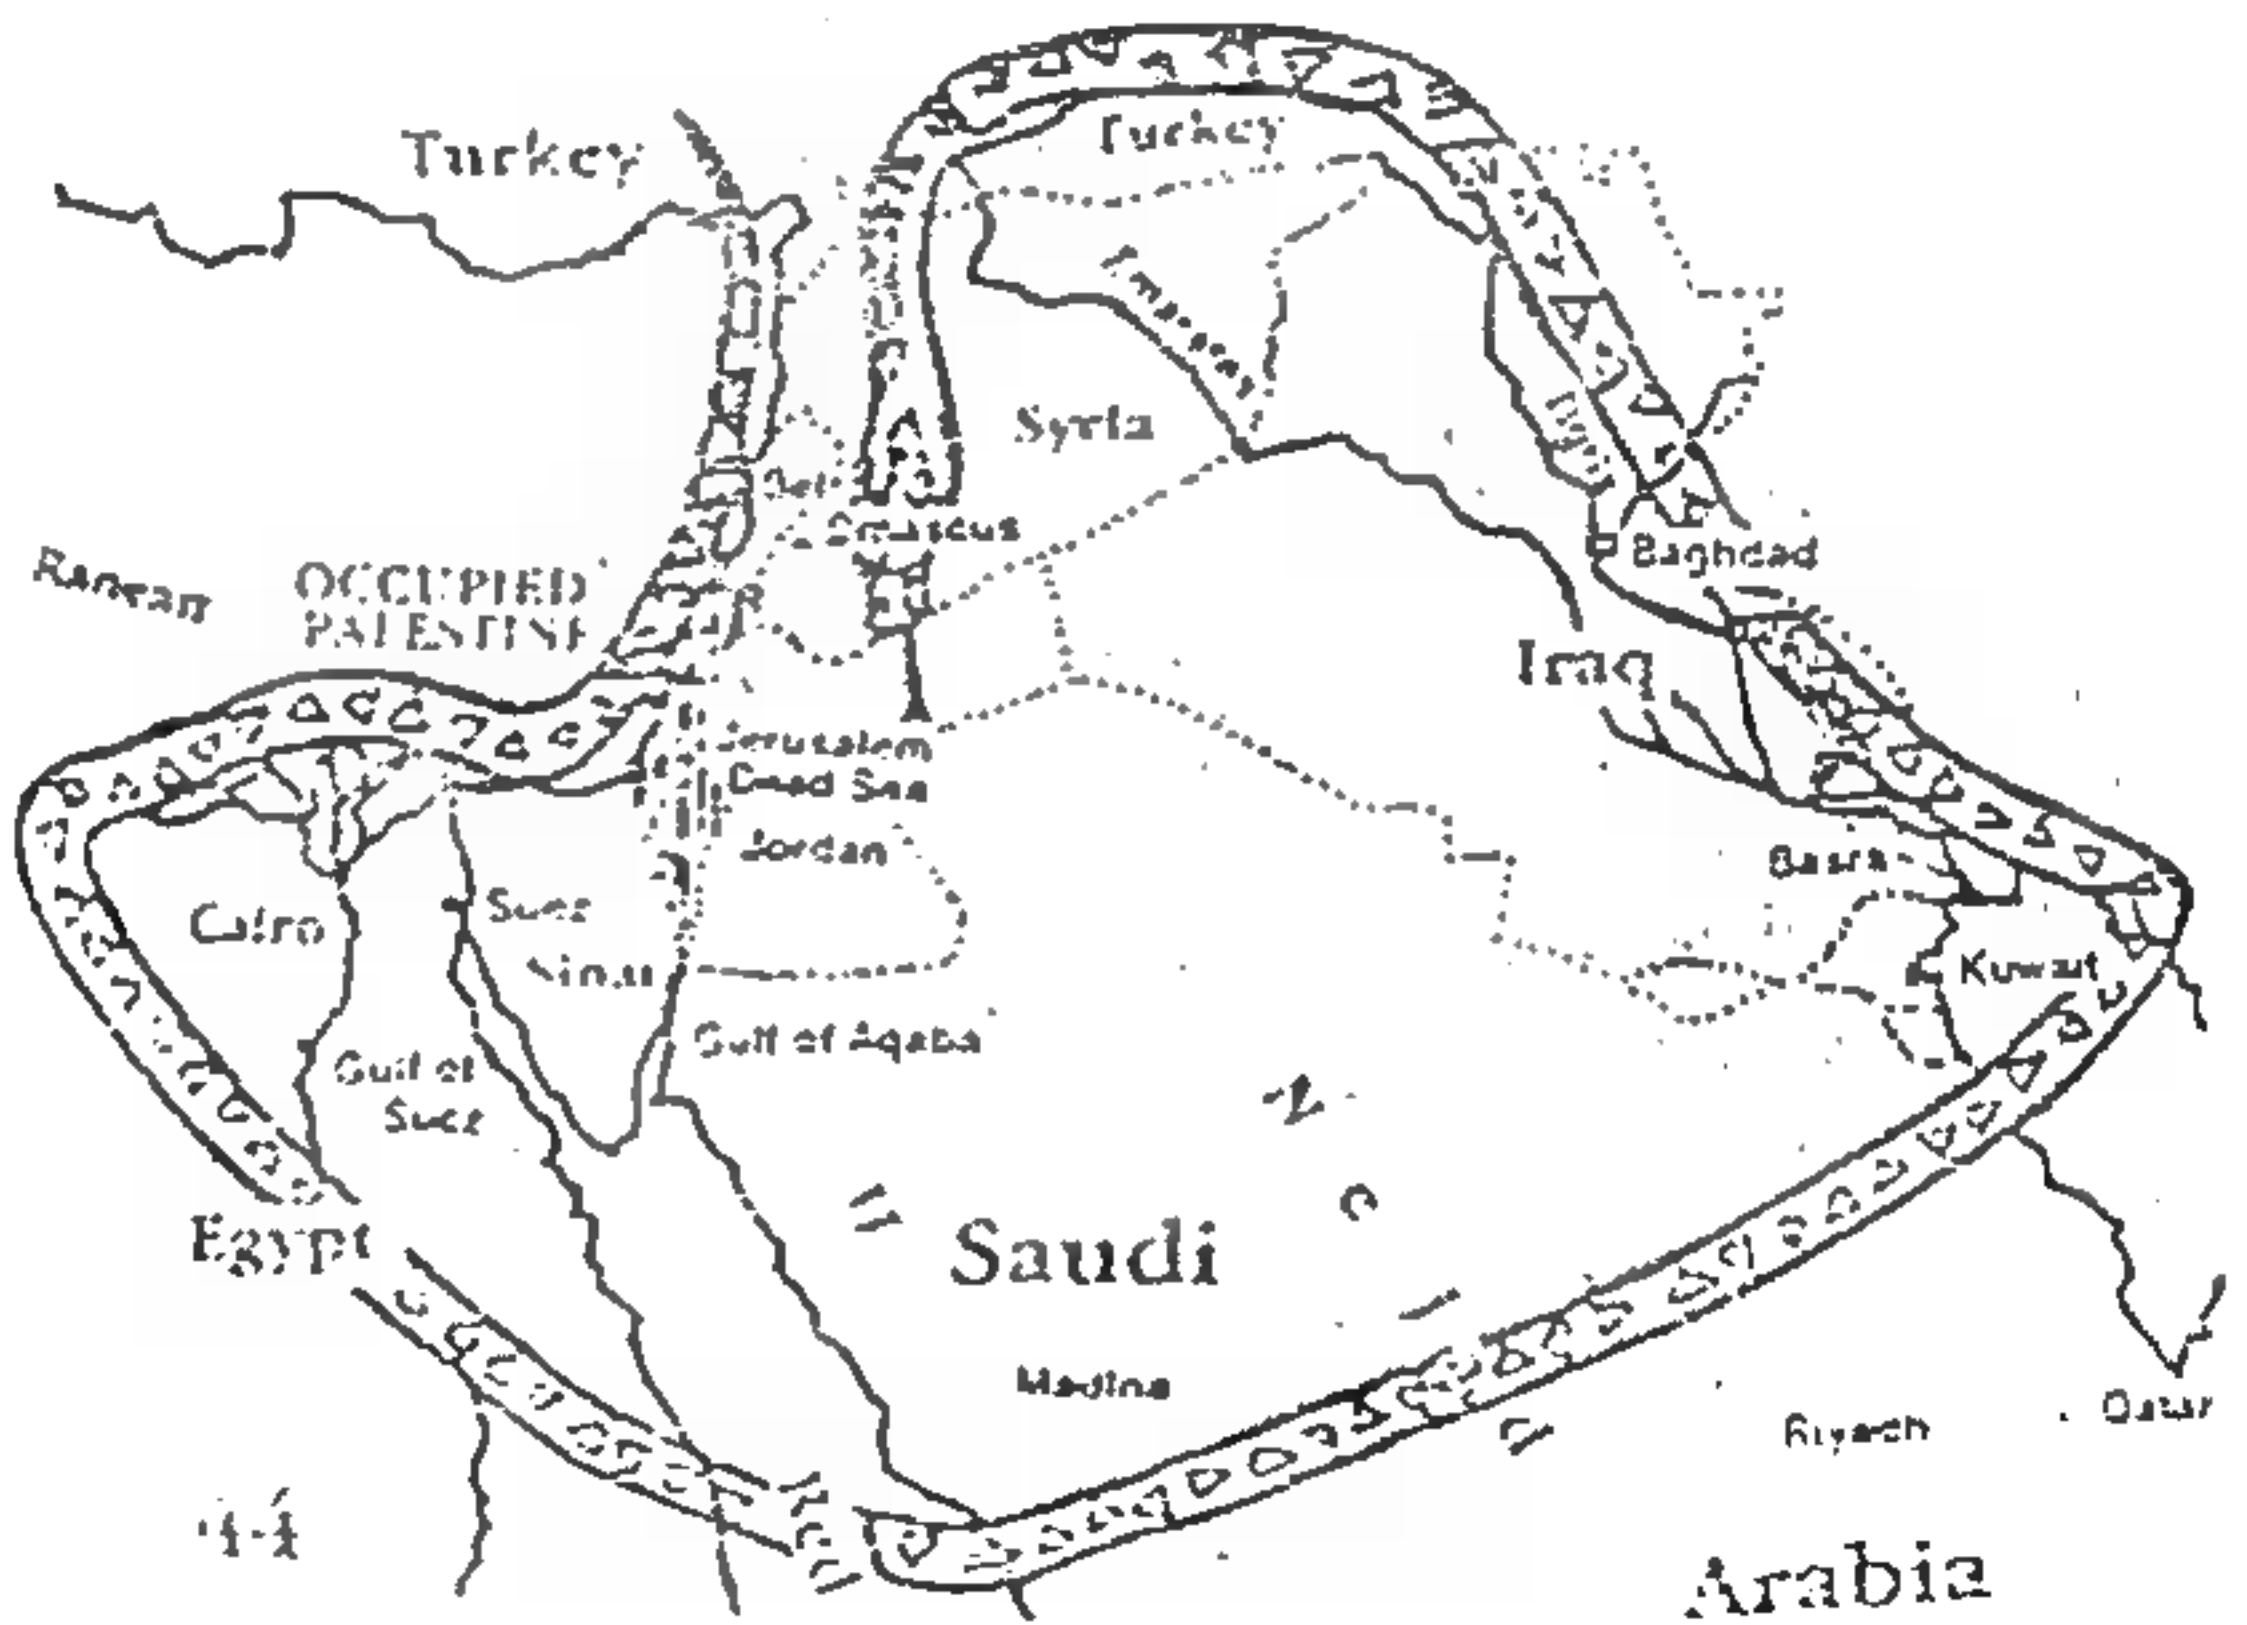 Turkey
Turkey
Syria
Damascus
OCCUPIED
PALESTINE
Baghdad
Iraq
Jerusalem
Dead Sea
Jordan
Basra
Cairo
Suez
Sinai
Kuwait
Gulf of Aqaba
Gulf of
Suez
N
Egypt
Saudi
Madina
Riyadh
Qatar
Arabia